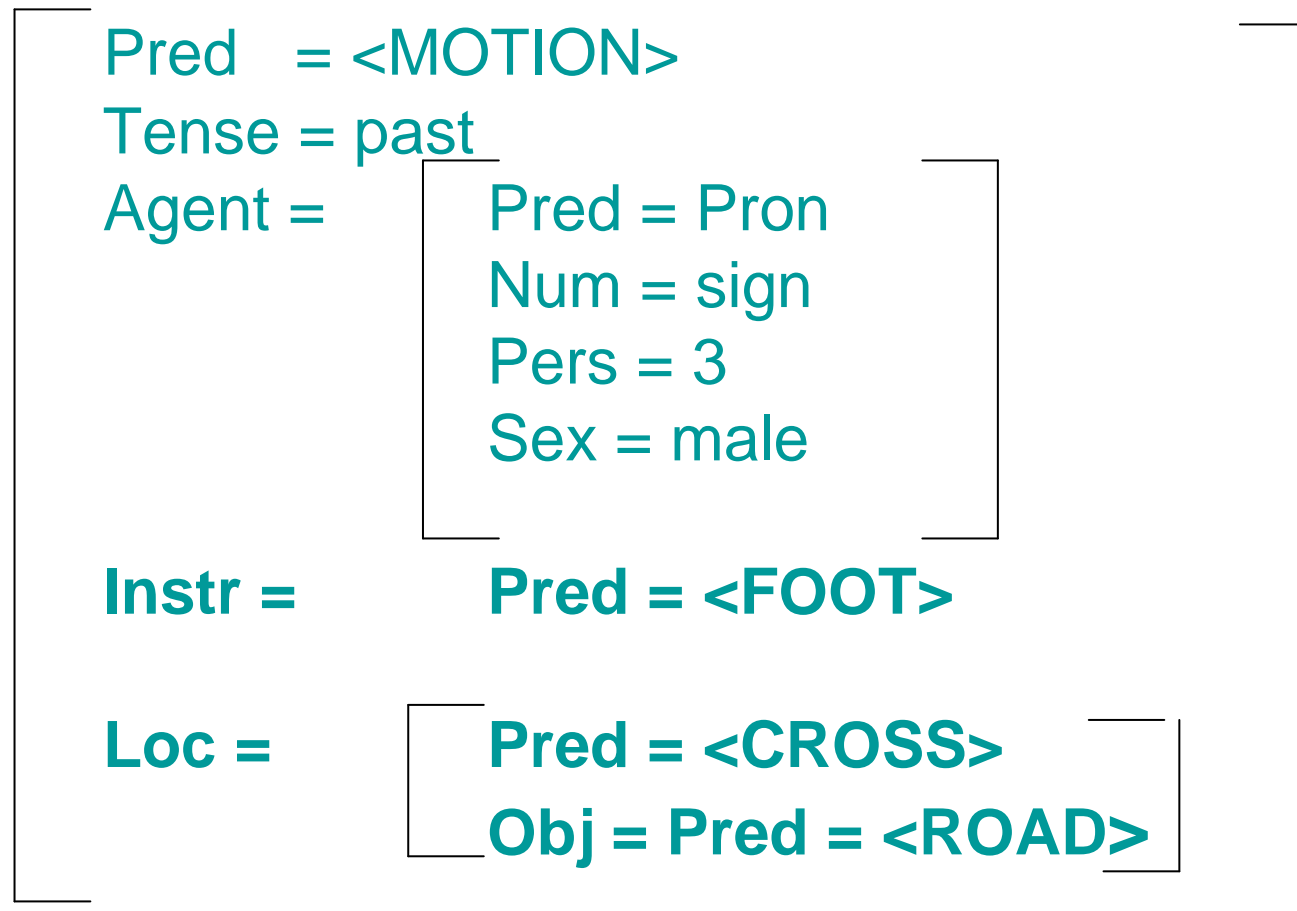 Pred = <MOTION>
Tense = past
Agent = Pred = Pron
Num = sign
Pers = 3
Sex = male
Instr = Pred = <FOOT>
Loc = Pred = <CROSS>
Obj = Pred = <ROAD>